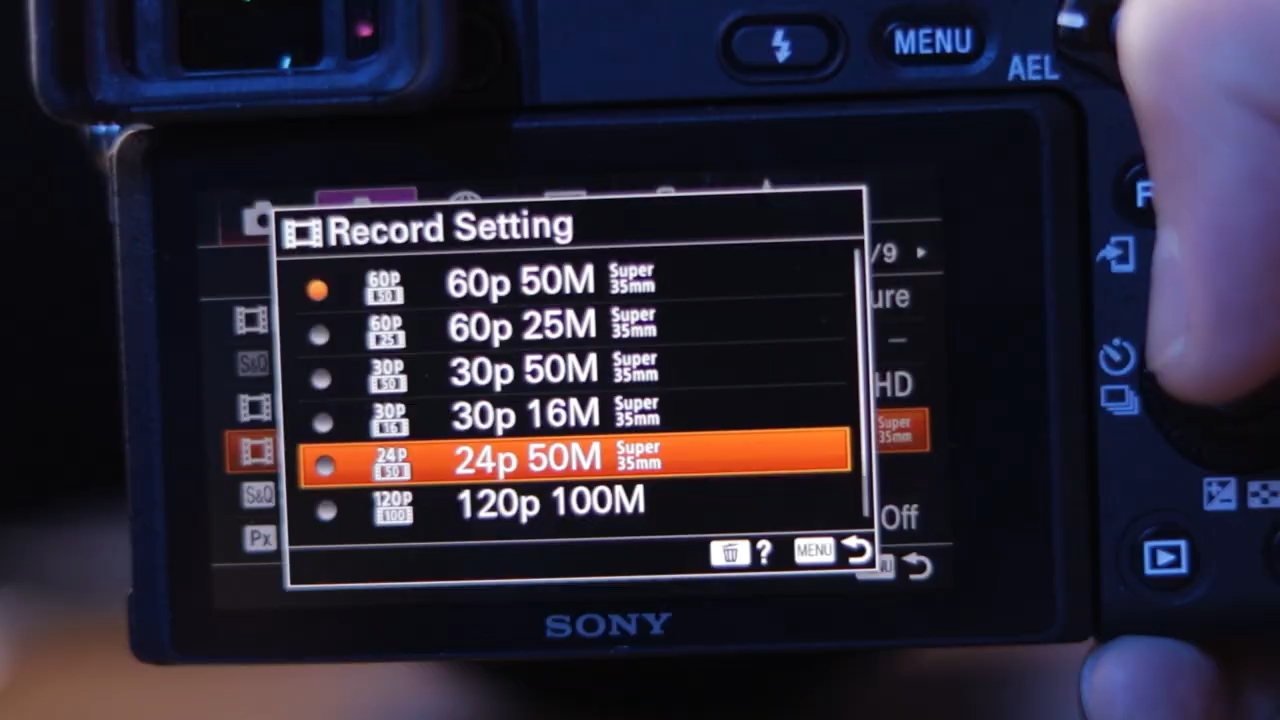 MENU
AEL
F
Record Setting
/9
60P 50 60p 50M Super 35mm
ure
60P 25 60p 25M Super 35mm
S&Q
30P 50 30p 50M Super 35mm
HD
30P 16 30p 16M Super 35mm
24P 50 24p 50M Super 35mm
Super 35mm
S&Q
120P 100 120p 100M
Off
Px
? MENU
SONY